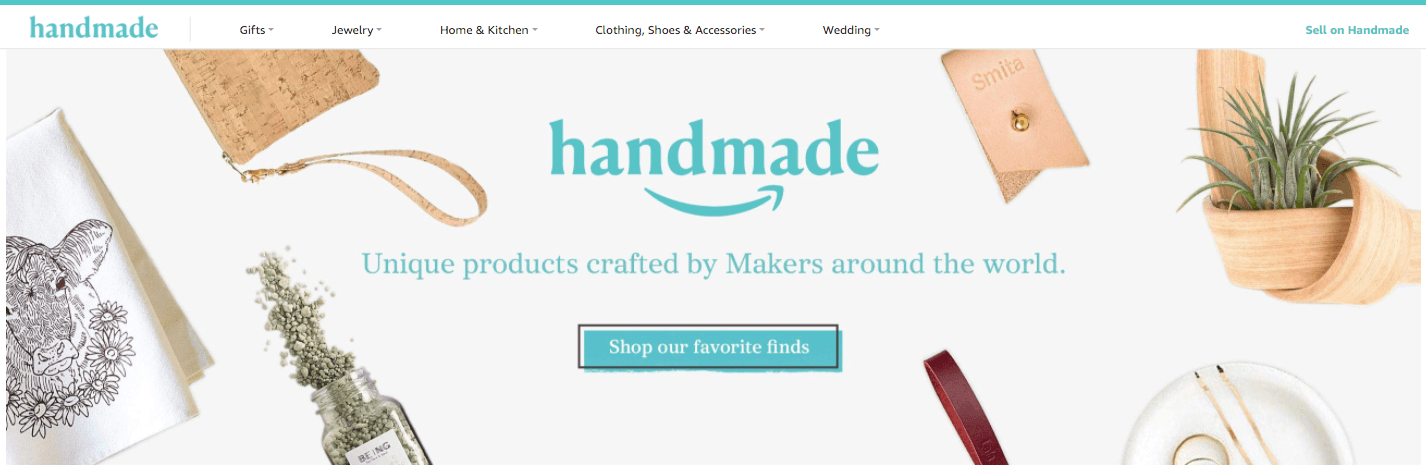 handmade
Gifts
Jewelry
Home & Kitchen
Clothing, Shoes & Accessories
Wedding
Sell on Handmade
Smita
handmade
Unique products crafted by Makers around the world.
Shop our favorite finds
BEING